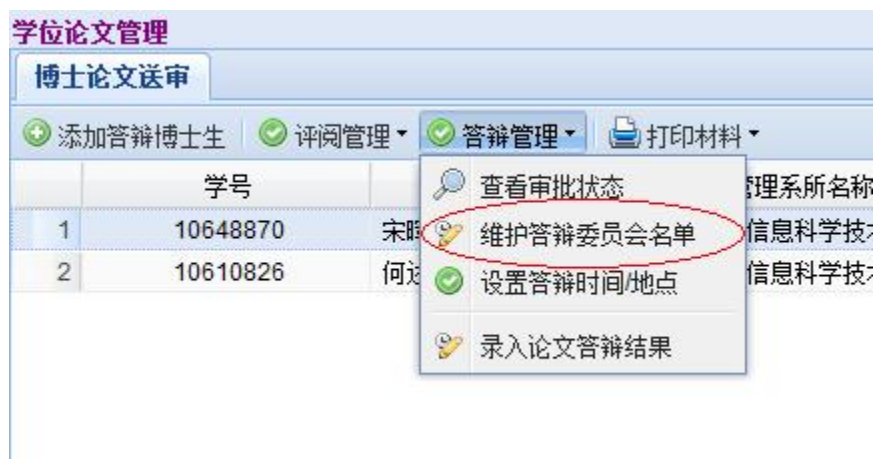 学位论文管理
博士论文送审
添加答辩博士生 评阅管理 答辩管理 打印材料
学号 管理系所名称
查看审批状态
1 10648870 宋 信息科学技
维护答辩委员会名单
2 10610826 何 信息科学技
设置答辩时间/地点
录入论文答辩结果